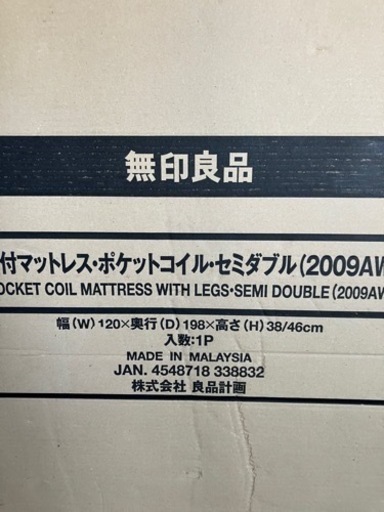 無印良品
付マットレス・ポケットコイル・セミダブル(2009AW
OCKET COIL MATTRESS WITH LEGS・SEMI DOUBLE (2009AW
幅(W)120×奥行(D)198×高さ(H)38/46cm
入数:1P
MADE IN MALAYSIA
JAN. 4548718 338832
株式会社 良品計画